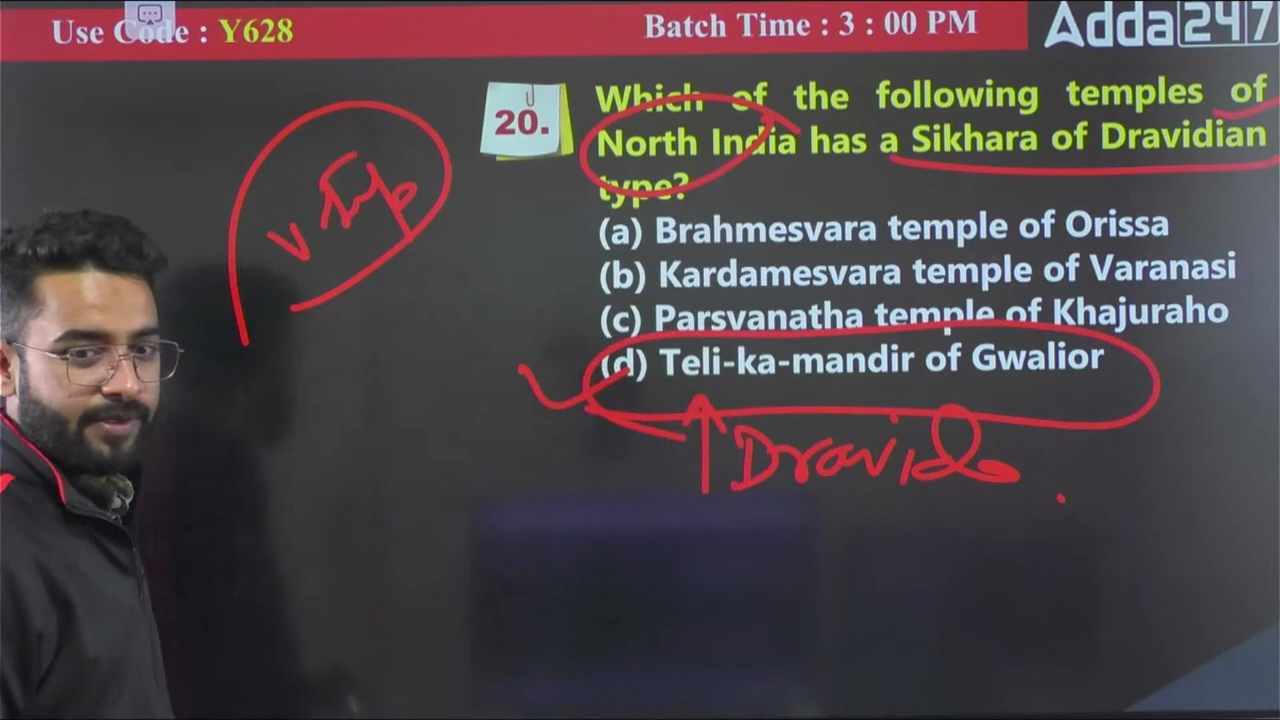 Use Code : Y628
Batch Time : 3 : 00 PM
Adda247
20.
Which of the following temples of
North India has a Sikhara of Dravidian
type?
(a) Brahmesvara temple of Orissa
(b) Kardamesvara temple of Varanasi
(c) Parsvanatha temple of Khajuraho
(d) Teli-ka-mandir of Gwalior
v Imp
Dravid